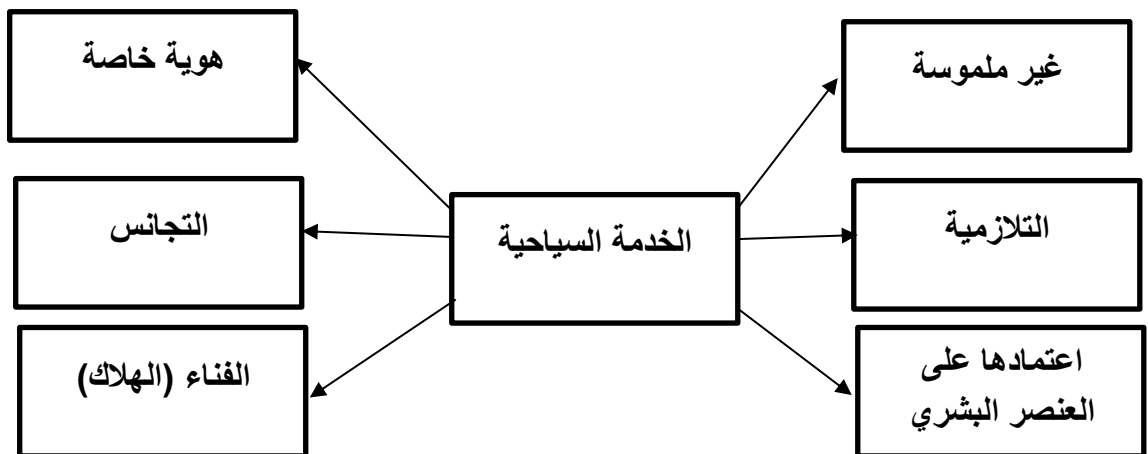 غير ملموسة
هوية خاصة
الخدمة السياحية
التلازمية
التجانس
اعتمادها على
العنصر البشري
الفناء (الهلاك)